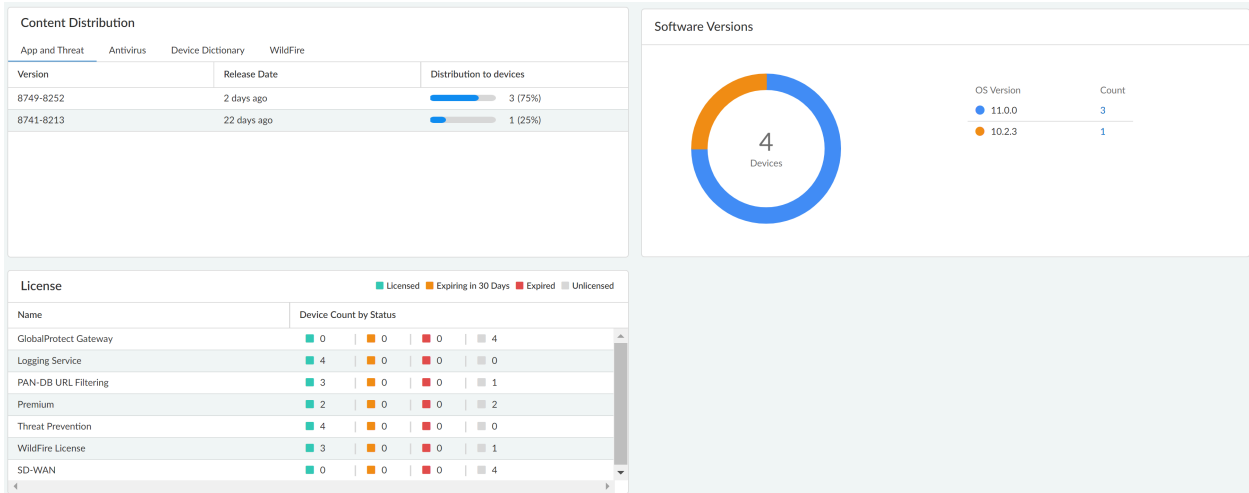 Content Distribution
App and Threat Antivirus Device Dictionary WildFire
Version Release Date Distribution to devices
8749-8252 2 days ago 3 (75%)
8741-8213 22 days ago 1 (25%)
Software Versions
4
Devices
OS Version Count
11.0.0 3
10.2.3 1
License Licensed Expiring in 30 Days Expired Unlicensed
Name Device Count by Status
GlobalProtect Gateway 0 | 0 | 0 | 4
Logging Service 4 | 0 | 0 | 0
PAN-DB URL Filtering 3 | 0 | 0 | 1
Premium 2 | 0 | 0 | 2
Threat Prevention 4 | 0 | 0 | 0
WildFire License 3 | 0 | 0 | 1
SD-WAN 0 | 0 | 0 | 4